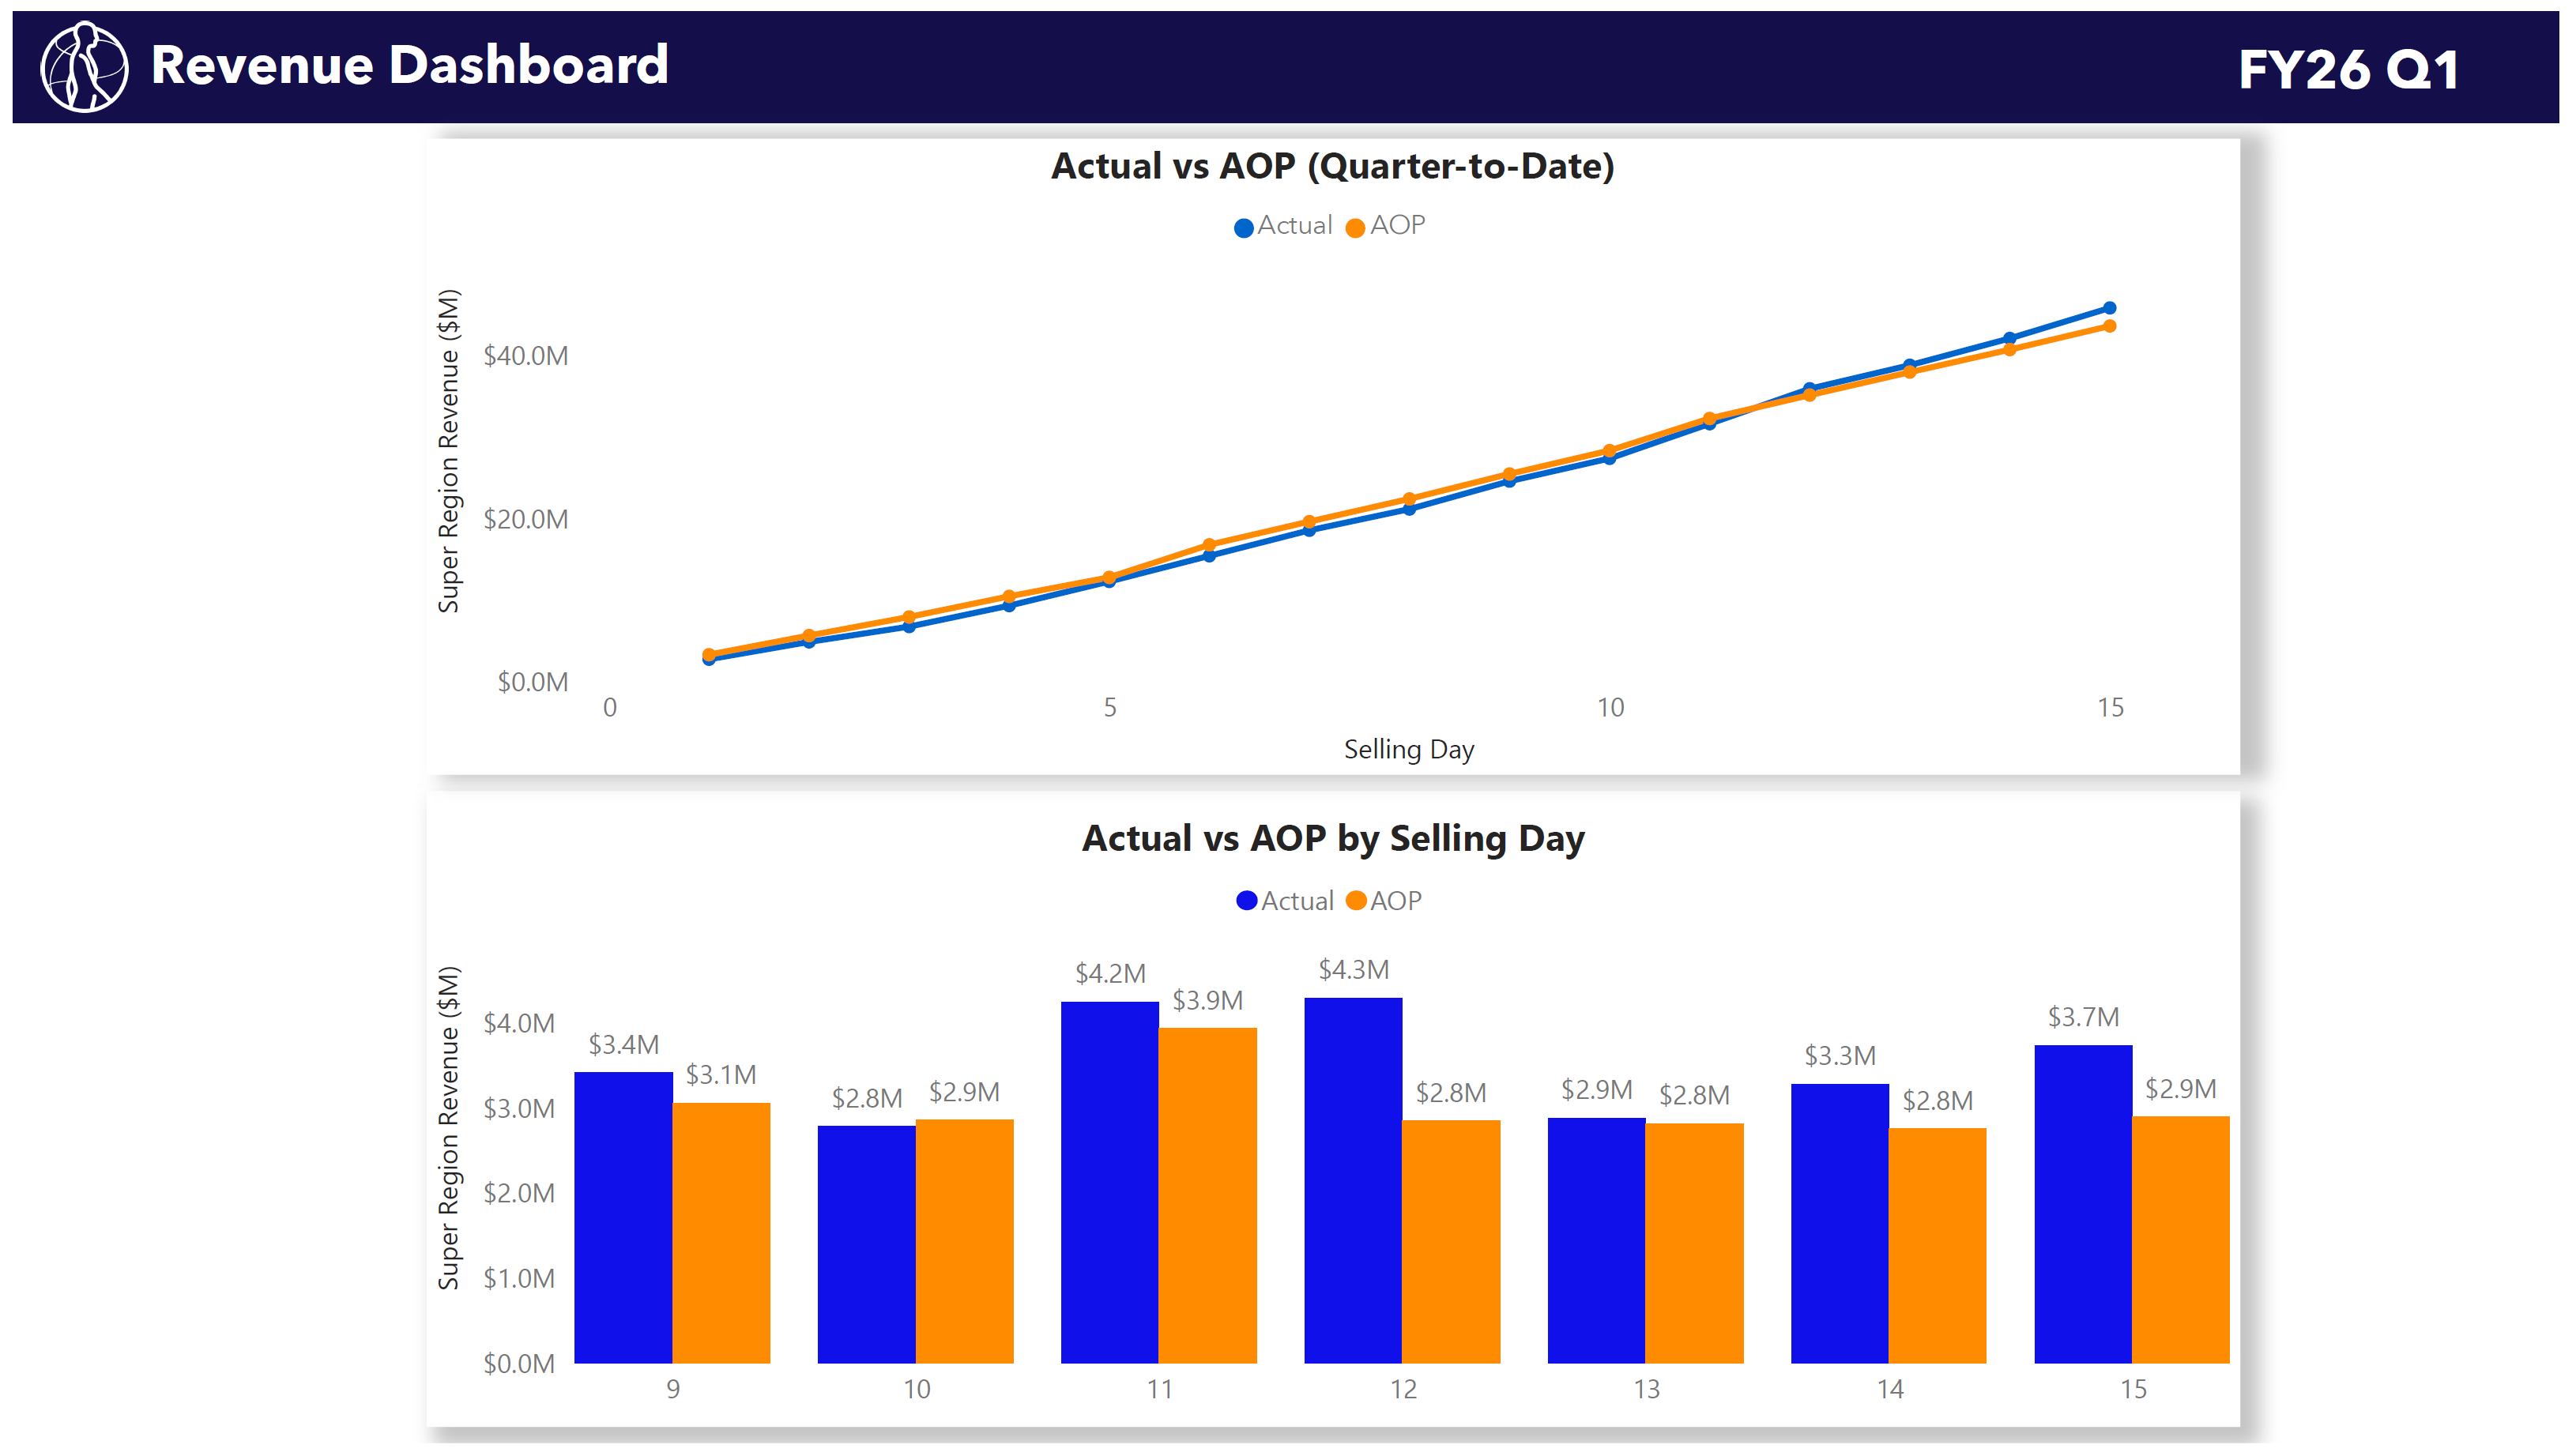 Revenue Dashboard
FY26 Q1
Actual vs AOP (Quarter-to-Date)
Actual AOP
Super Region Revenue ($M)
$40.0M
$20.0M
$0.0M
0 5 10 15
Selling Day
Actual vs AOP by Selling Day
Actual AOP
Super Region Revenue ($M)
$4.0M
$3.0M
$2.0M
$1.0M
$0.0M
$3.4M $3.1M $2.8M $2.9M $4.2M $3.9M $4.3M $2.8M $2.9M $2.8M $3.3M $2.8M $3.7M $2.9M
9 10 11 12 13 14 15